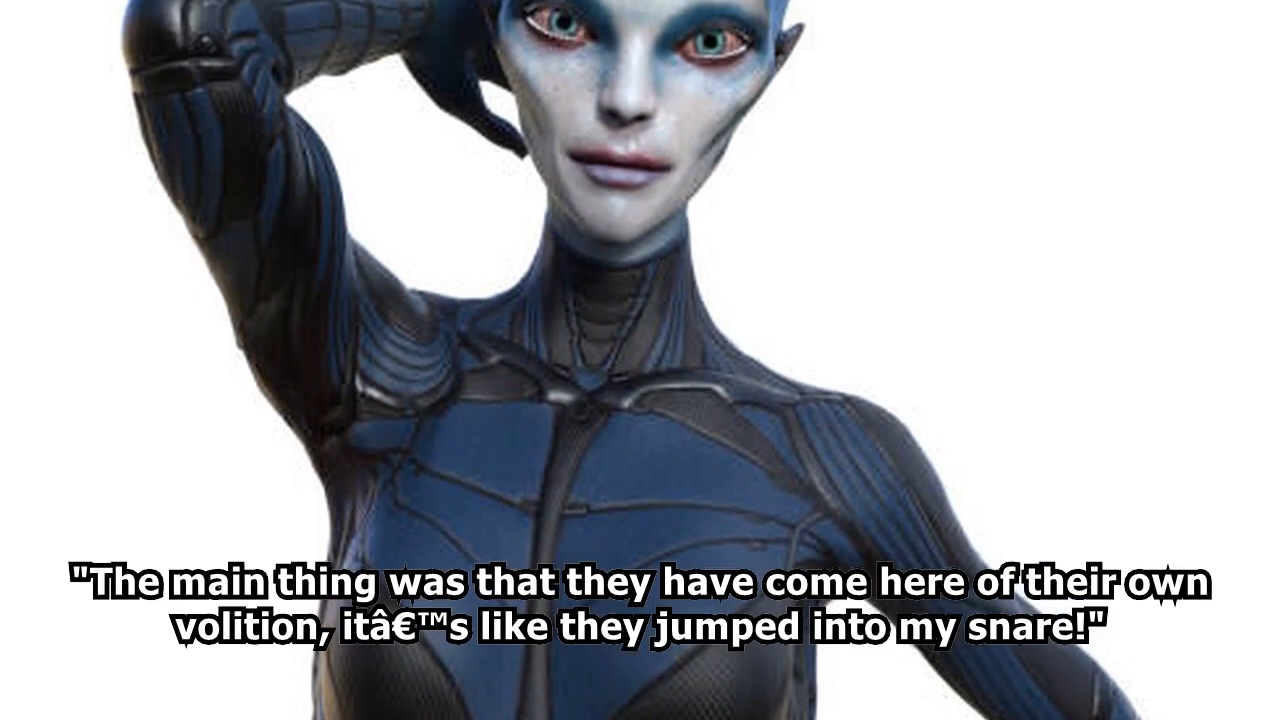 "The main thing was that they have come here of their own
volition, itâ€™s like they jumped into my snare!"